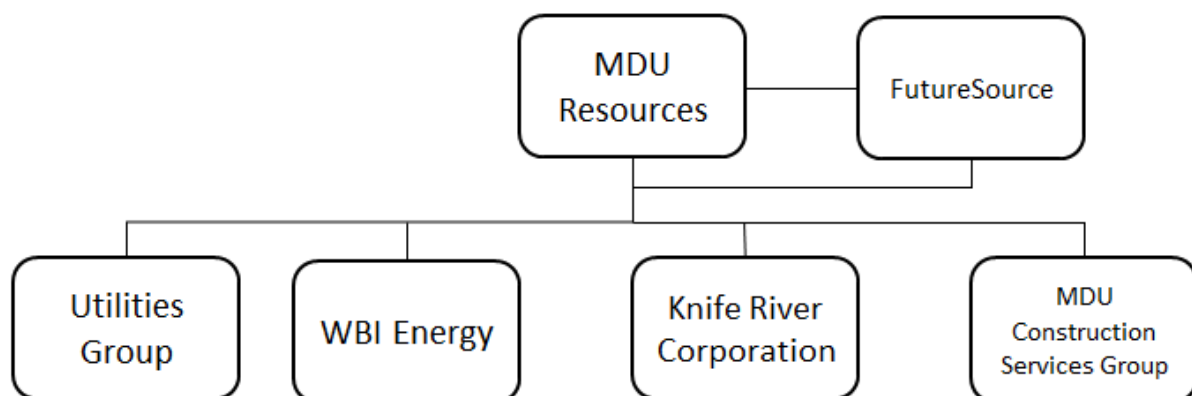 MDU
Resources
FutureSource
Utilities
Group
WBI Energy
Knife River
Corporation
MDU
Construction
Services Group